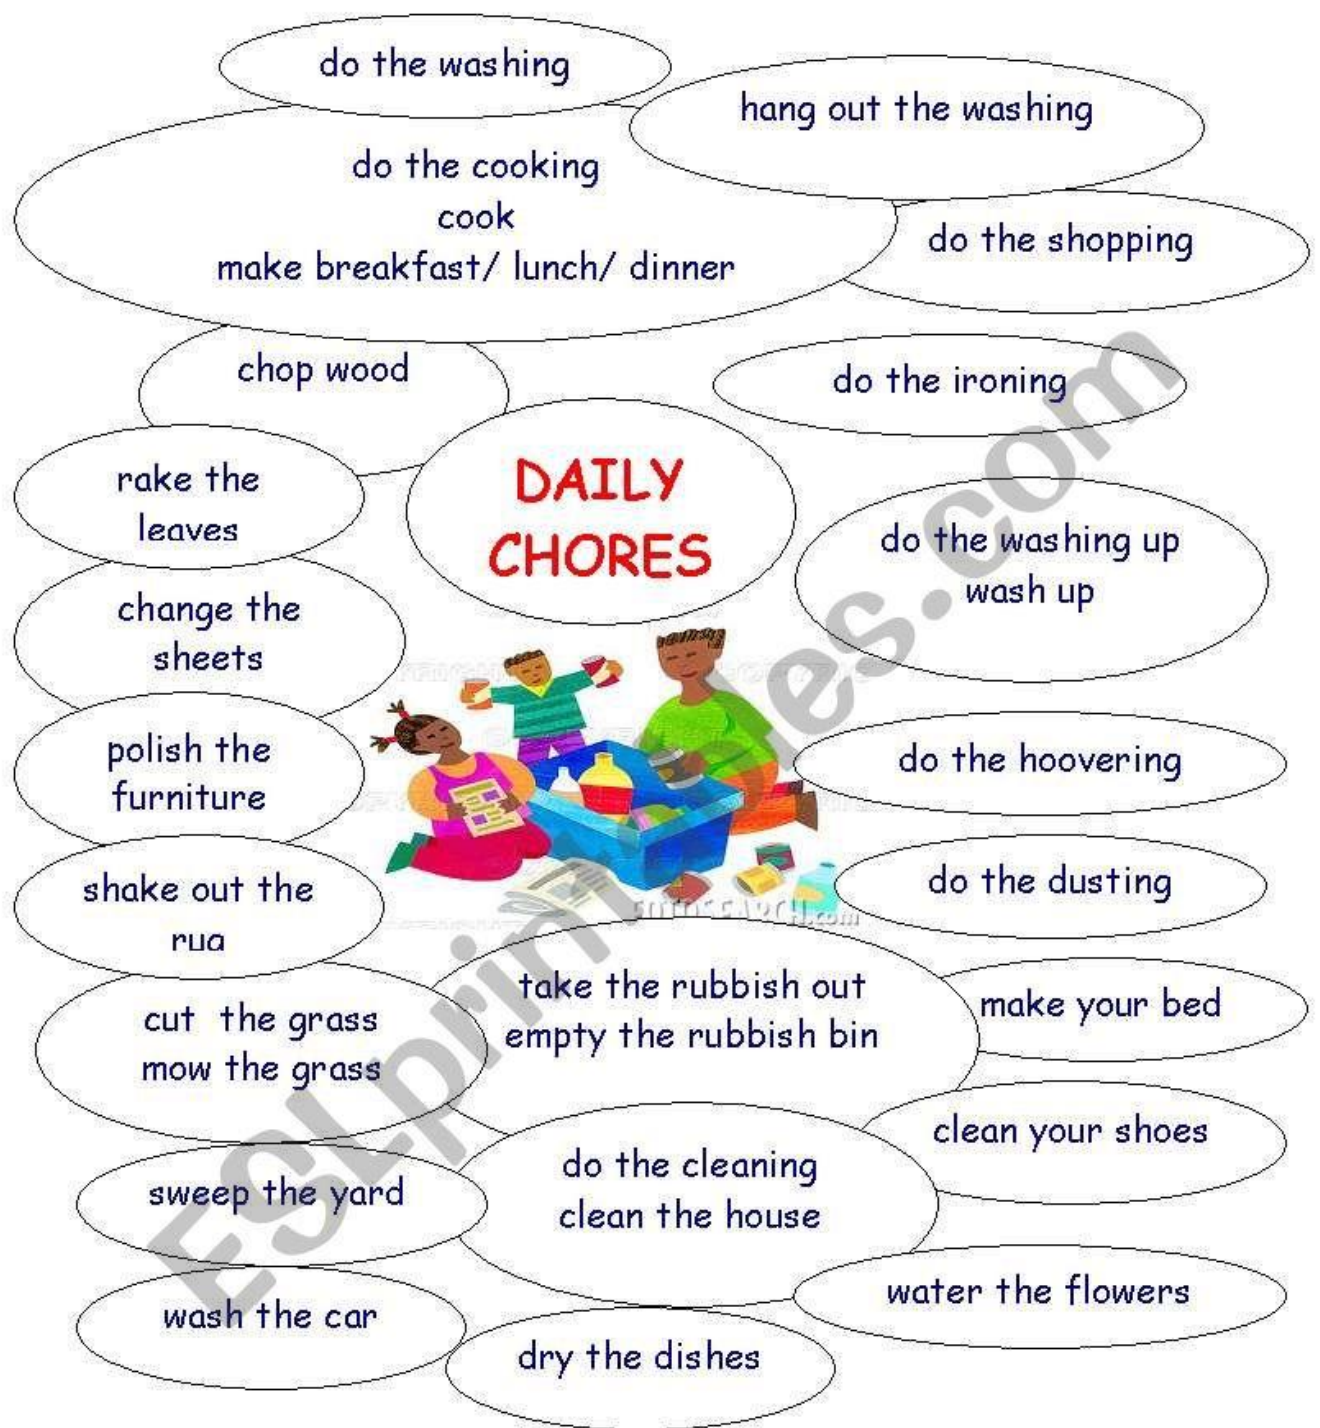 do the washing
hang out the washing
do the cooking
cook
make breakfast/ lunch/ dinner
do the shopping
chop wood
do the ironing
DAILY
CHORES
rake the
leaves
do the washing up
wash up
change the
sheets
polish the
furniture
do the hoovering
shake out the
rug
do the dusting
take the rubbish out
empty the rubbish bin
make your bed
cut  the grass
mow the grass
clean your shoes
do the cleaning
clean the house
sweep the yard
water the flowers
wash the car
dry the dishes